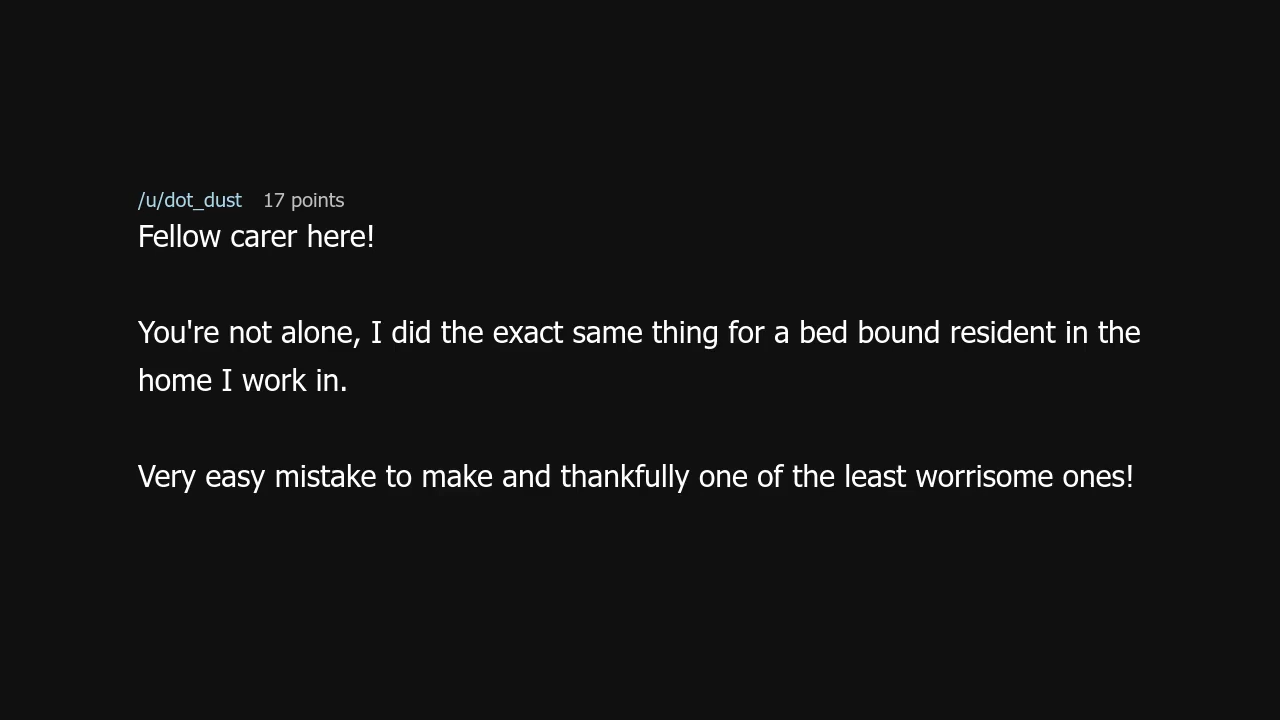 /u/dot_dust 17 points
Fellow carer here!
You're not alone, I did the exact same thing for a bed bound resident in the
home I work in.
Very easy mistake to make and thankfully one of the least worrisome ones!